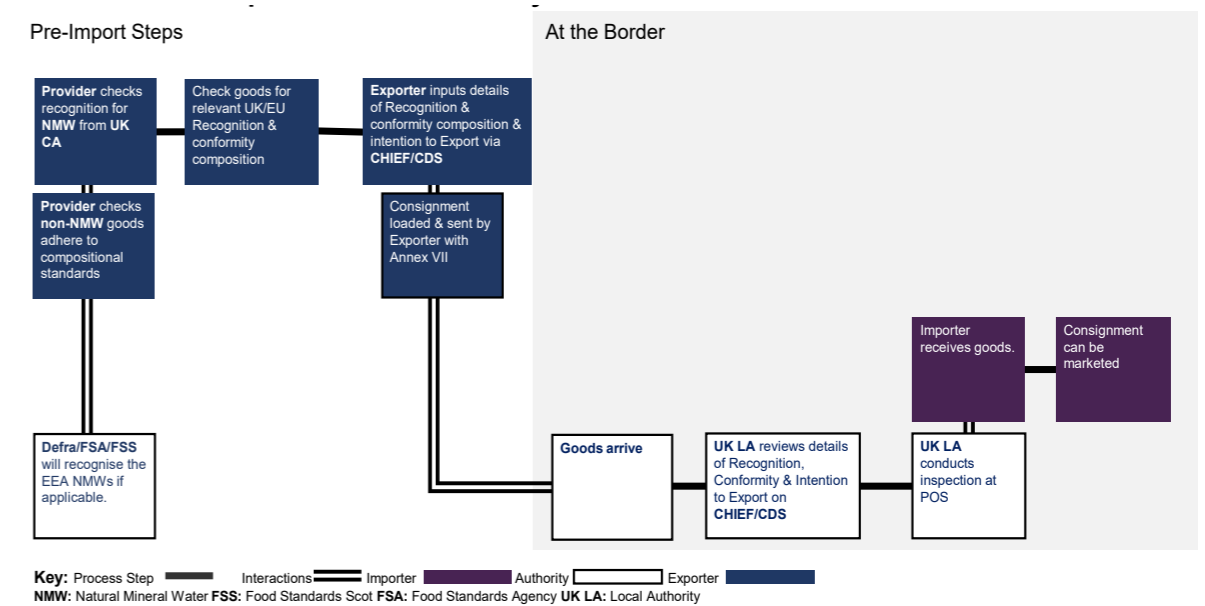 Pre-Import Steps
At the Border
Provider checks
recognition for
NMW from UK
CA
Check goods for
relevant UK/EU
Recognition &
conformity
composition
Exporter inputs details
of Recognition &
conformity composition &
intention to Export via
CHIEF/CDS
Provider checks
non-NMW goods
adhere to
compositional
standards
Consignment
loaded & sent by
Exporter with
Annex VII
Importer
receives goods.
Consignment
can be
marketed
Defra/FSA/FSS
will recognise the
EEA NMWs if
applicable.
Goods arrive
UK LA reviews details
of Recognition,
Conformity & Intention
to Export on
CHIEF/CDS
UK LA
conducts
inspection at
POS
Key: Process Step Interactions Importer Authority Exporter
NMW: Natural Mineral Water FSS: Food Standards Scot FSA: Food Standards Agency UK LA: Local Authority